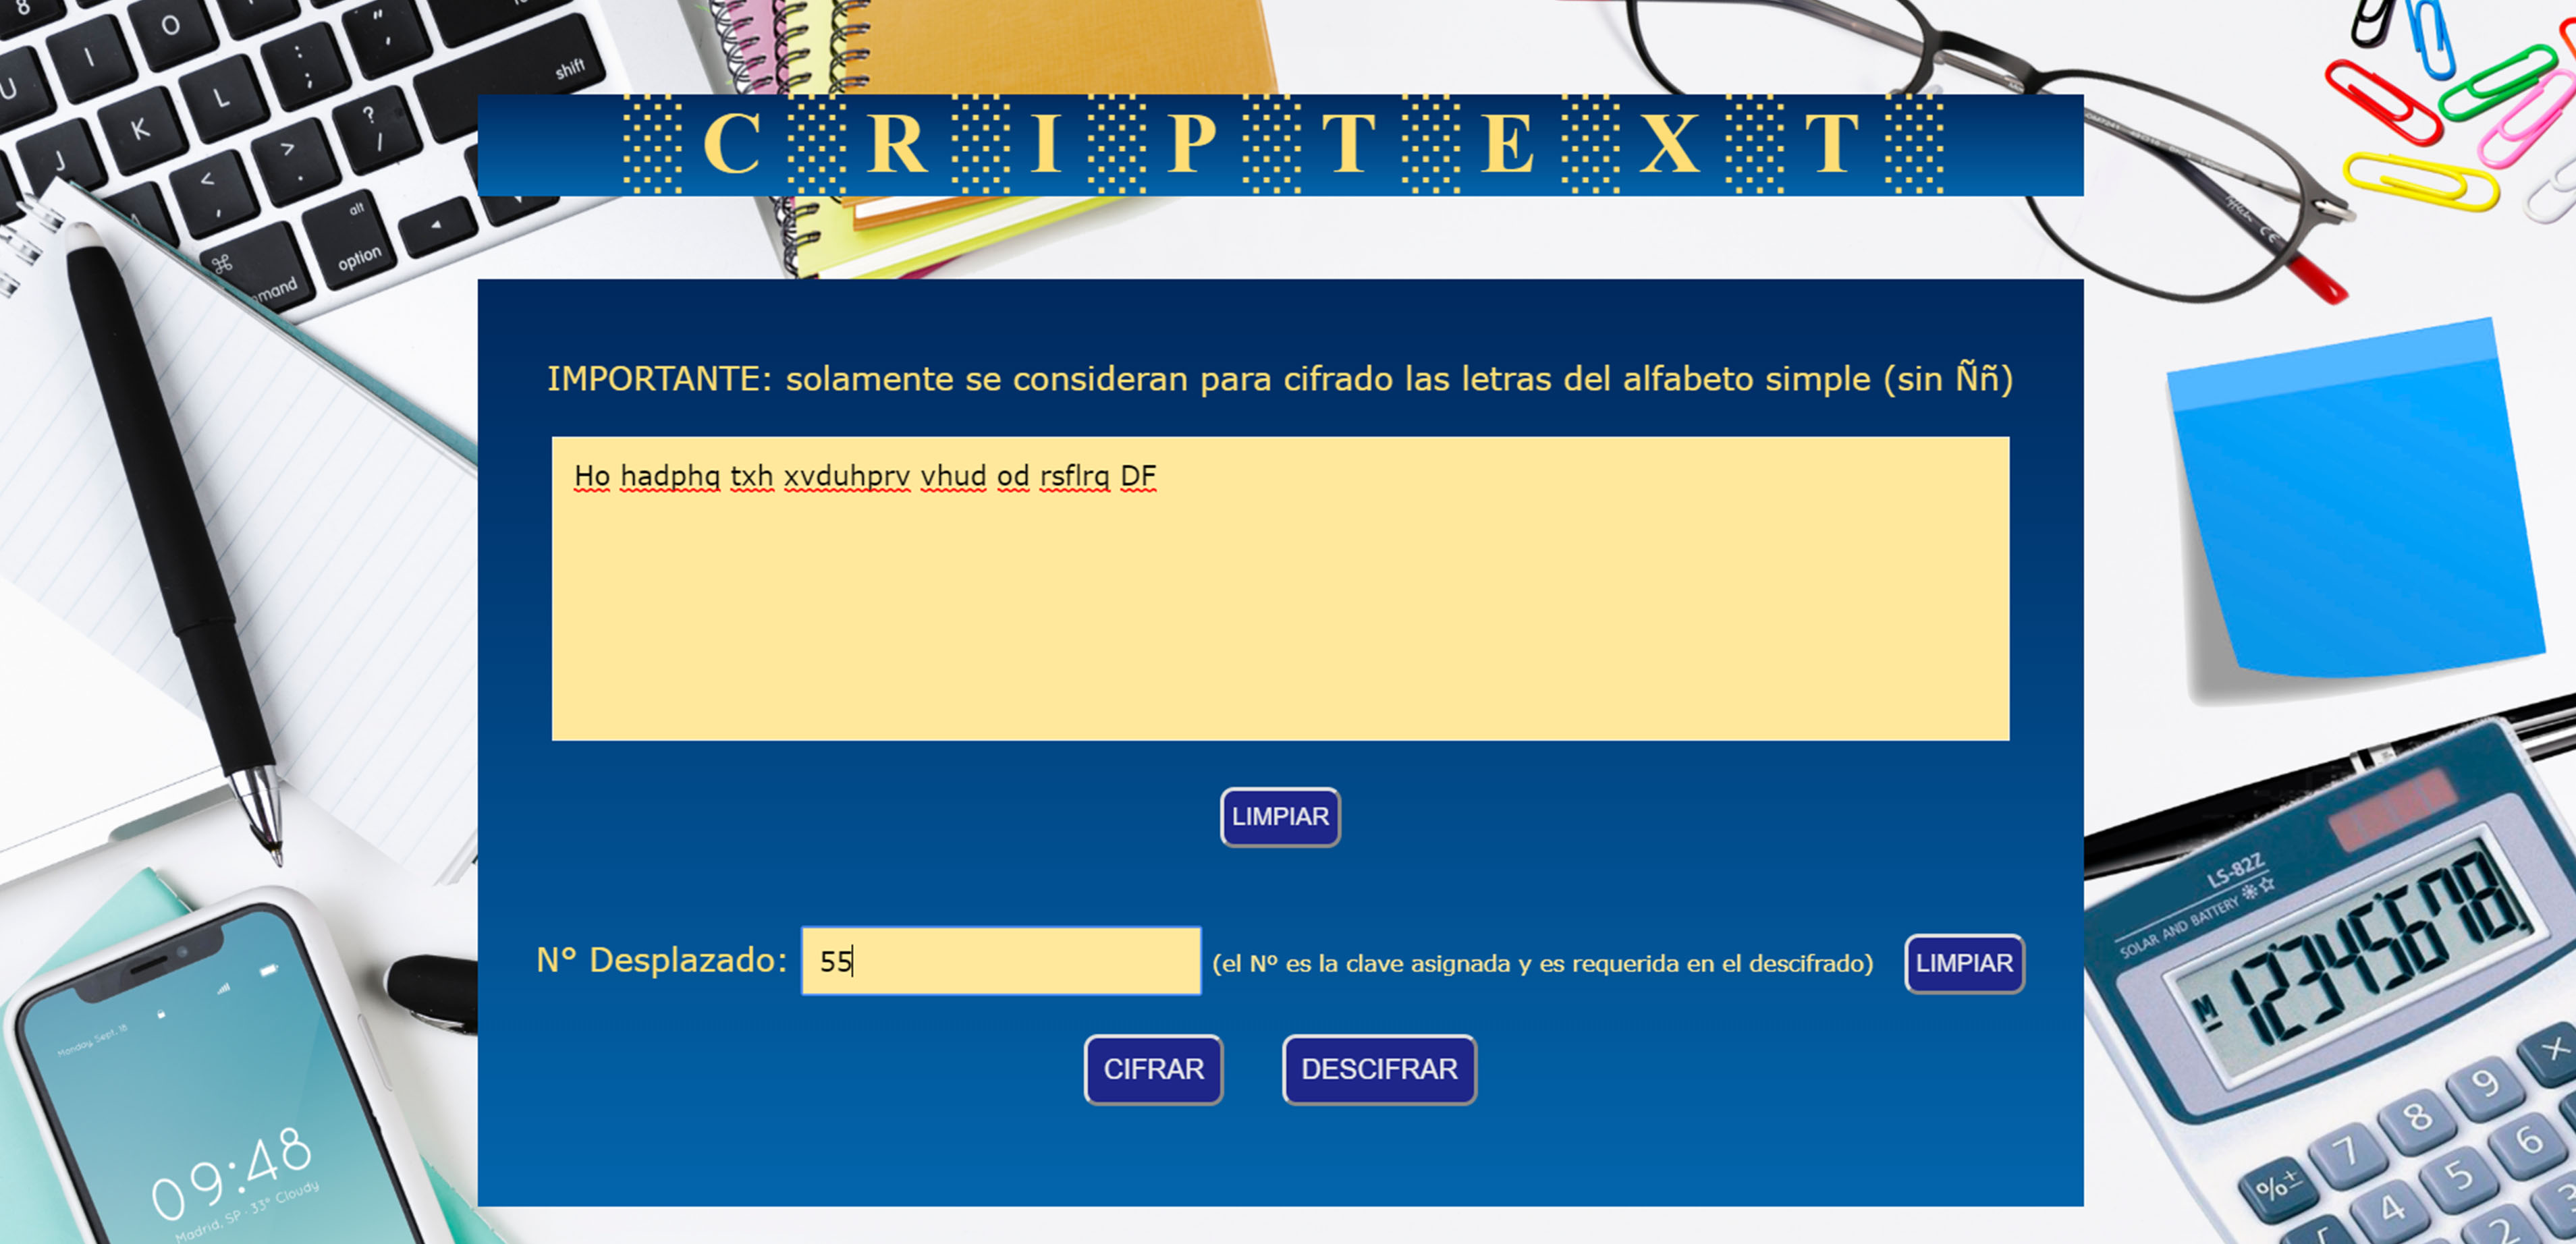 C R I P T E X T
IMPORTANTE: solamente se consideran para cifrado las letras del alfabeto simple (sin Ññ)
Ho hadphq txh xvduhprv vhud od rsflrq DF
LIMPIAR
N° Desplazado: 55 (el Nº es la clave asignada y es requerida en el descifrado) LIMPIAR
CIFRAR DESCIFRAR
8
U I O : ; " '
shift
J K L < , > . ? /
alt
⌘
mand
option
Monday, Sept. 18
09:48
Madrid, SP - 33° Cloudy
LS-82Z
SOLAR AND BATTERY
M 12345678.
%± 7 8 9 X
4 5 6
2 3